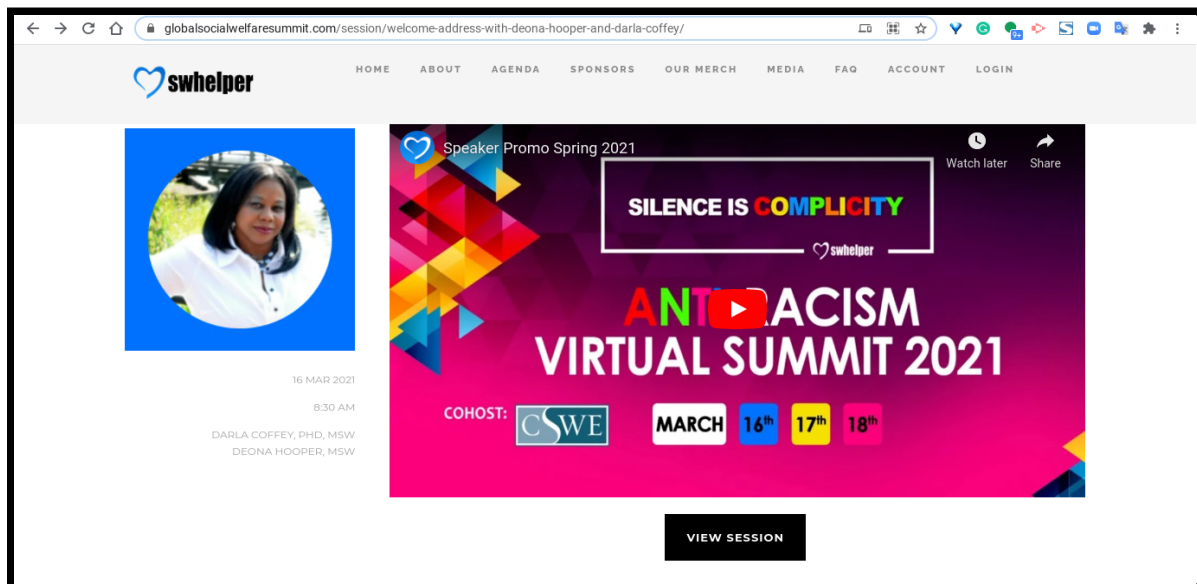 globalsocialwelfaresummit.com/session/welcome-address-with-deona-hooper-and-darla-coffey/
9+
swhelper
HOME ABOUT AGENDA SPONSORS OUR MERCH MEDIA FAQ ACCOUNT LOGIN
Speaker Promo Spring 2021
Watch later
Share
SILENCE IS COMPLICITY
swhelper
VIRTUAL SUMMIT 2021
COHOST: CSWE MARCH 16th 17th 18th
16 MAR 2021
8:30 AM
DARLA COFFEY, PHD, MSW
DEONA HOOPER, MSW
VIEW SESSION